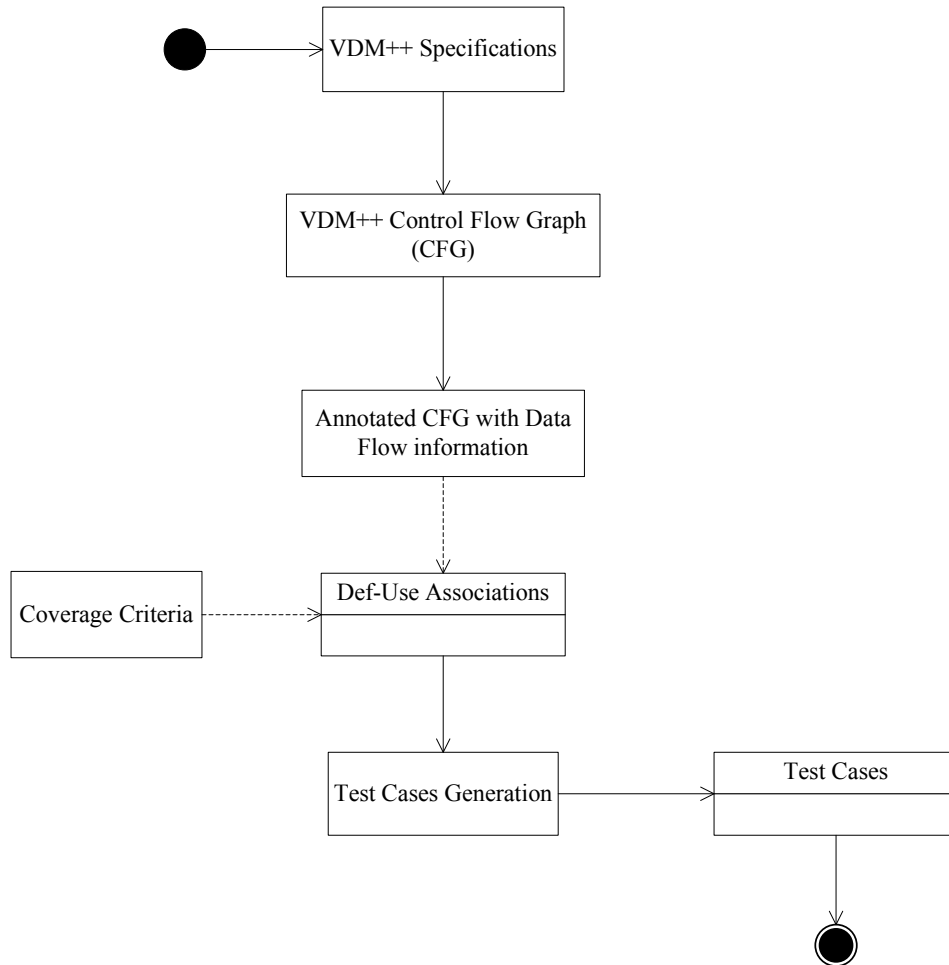 VDM++ Specifications
VDM++ Control Flow Graph
(CFG)
Annotated CFG with Data
Flow information
Def-Use Associations
Coverage Criteria
Test Cases Generation
Test Cases